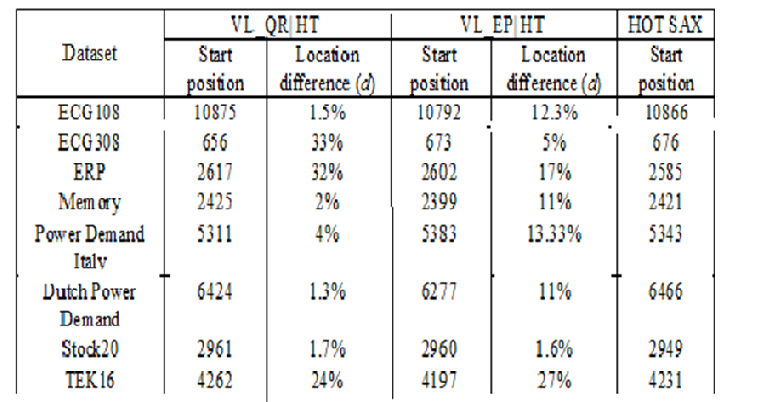 VL_QR|HT VL_EP|HT HOT SAX
Dataset Start position Location difference (d) Start position Location difference (d) Start position
ECG108 10875 1.5% 10792 12.3% 10866
ECG308 656 33% 673 5% 676
ERP 2617 32% 2602 17% 2585
Memory 2425 2% 2399 11% 2421
Power Demand Italy 5311 4% 5383 13.33% 5343
Dutch Power Demand 6424 1.3% 6277 11% 6466
Stock20 2961 1.7% 2960 1.6% 2949
TEK16 4262 24% 4197 27% 4231